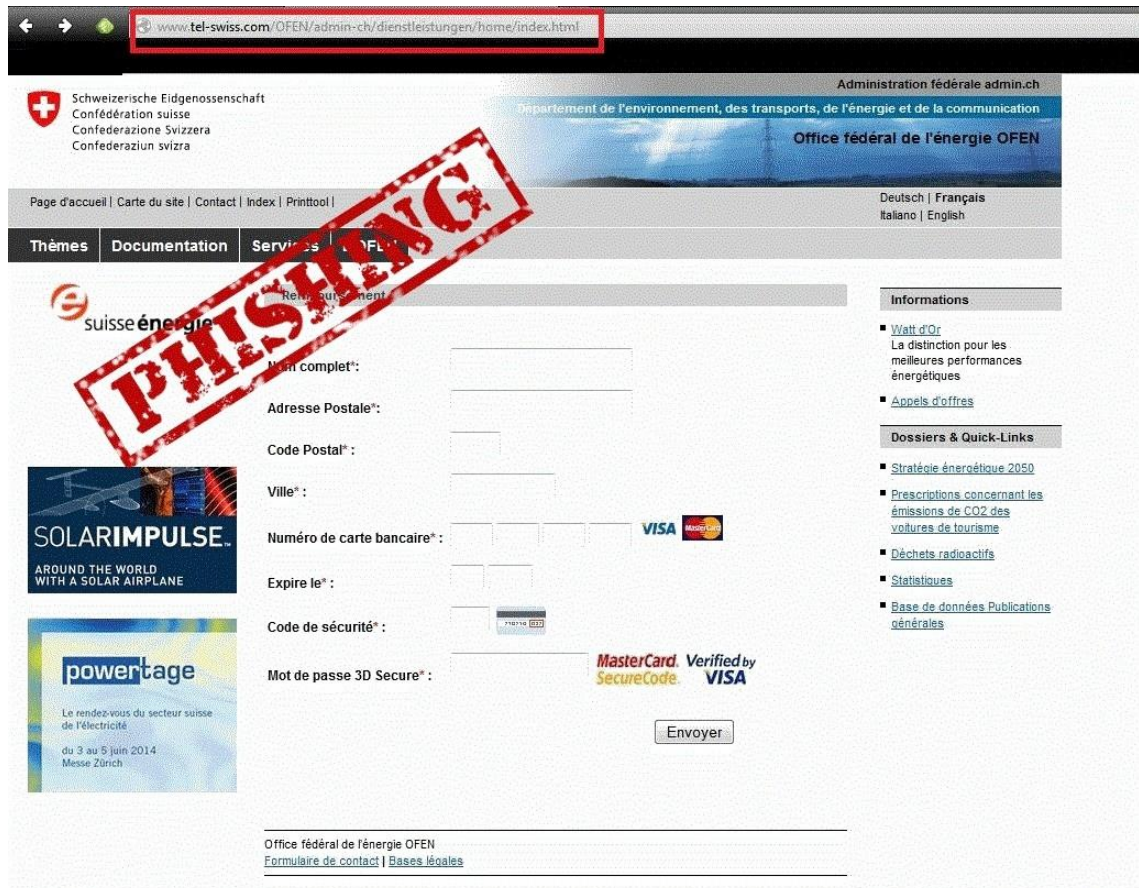 www.tel-swiss.com/OFEN/admin-ch/dienstleistungen/home/index.html
Schweizerische Eidgenossenschaft
Confédération suisse
Confederazione Svizzera
Confederaziun svizra
Administration fédérale admin.ch
Département de l'environnement, des transports, de l'énergie et de la communication
Office fédéral de l'énergie OFEN
Page d'accueil | Carte du site | Contact | Index | Printtool |
Deutsch | Français
Italiano | English
Thèmes
Documentation
Services
L'OFEN
PHISHING
suisse énergie
Remboursement
Nom complet*:
Adresse Postale*:
Code Postal* :
Ville* :
Numéro de carte bancaire* :
VISA MasterCard
Expire le* :
Code de sécurité* :
Mot de passe 3D Secure* :
MasterCard. SecureCode.
Verified by VISA
Envoyer
SOLARIMPULSE
AROUND THE WORLD
WITH A SOLAR AIRPLANE
powertage
Le rendez-vous du secteur suisse
de l'électricité
du 3 au 5 juin 2014
Messe Zürich
Informations
Watt d'Or
La distinction pour les
meilleures performances
énergétiques
Appels d'offres
Dossiers & Quick-Links
Stratégie énergétique 2050
Prescriptions concernant les
émissions de CO2 des
voitures de tourisme
Déchets radioactifs
Statistiques
Base de données Publications
générales
Office fédéral de l'énergie OFEN
Formulaire de contact | Bases légales